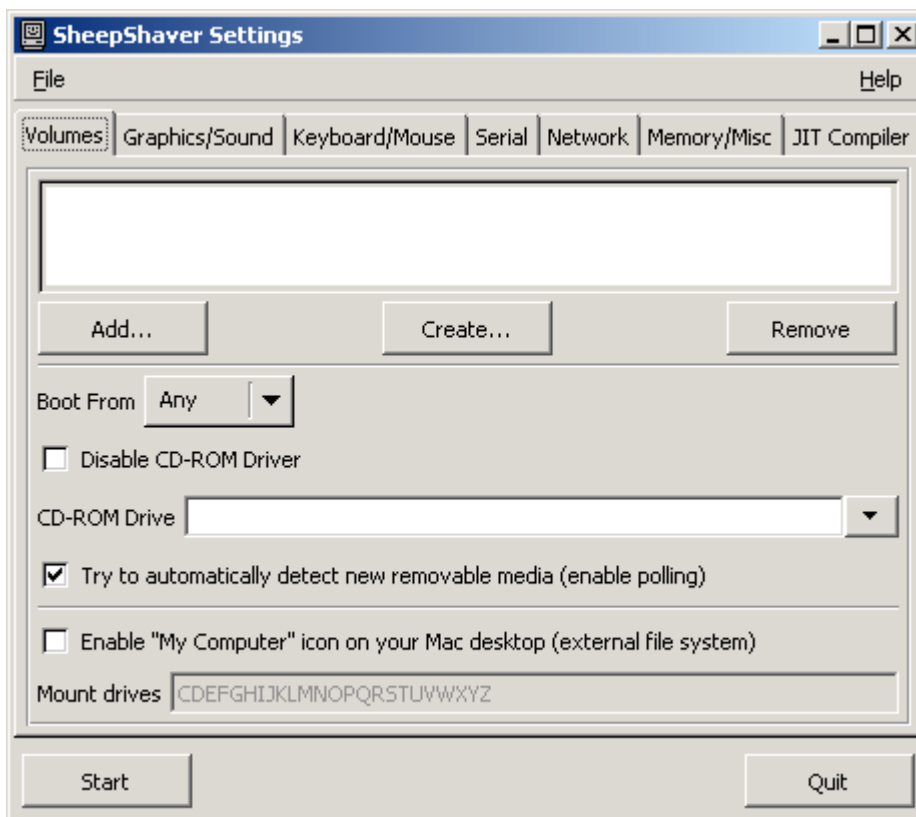 SheepShaver Settings
File Help
Volumes Graphics/Sound Keyboard/Mouse Serial Network Memory/Misc JIT Compiler
Add... Create... Remove
Boot From Any
Disable CD-ROM Driver
CD-ROM Drive
Try to automatically detect new removable media (enable polling)
Enable "My Computer" icon on your Mac desktop (external file system)
Mount drives CDEFGHIJKLMNOPQRSTUVWXYZ
Start Quit